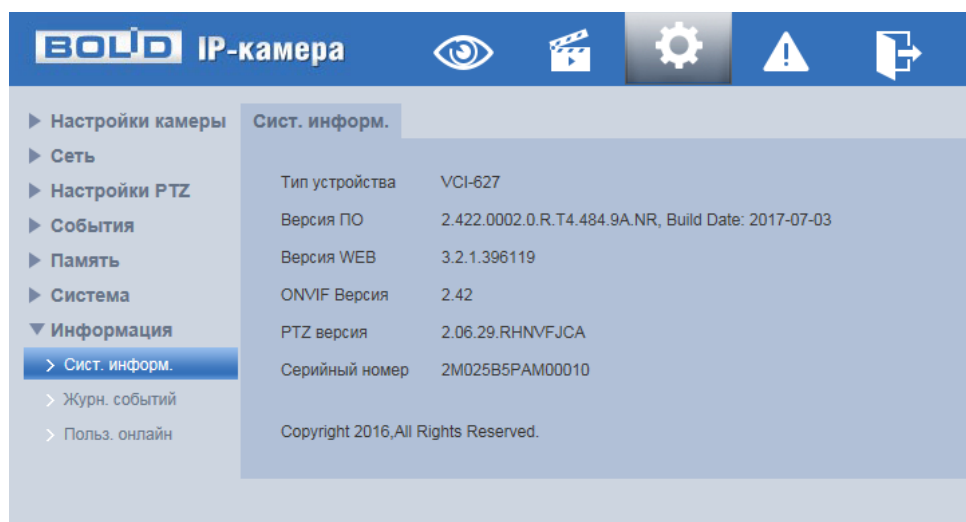 BOLID IP-камера
Настройки камеры
Сеть
Настройки PTZ
События
Память
Система
Информация
Сист. информ.
Журн. событий
Польз. онлайн
Сист. информ.
Тип устройства VCI-627
Версия ПО 2.422.0002.0.R.T4.484.9A.NR, Build Date: 2017-07-03
Версия WEB 3.2.1.396119
ONVIF Версия 2.42
PTZ версия 2.06.29.RHNVFJCA
Серийный номер 2M025B5PAM00010
Copyright 2016,All Rights Reserved.